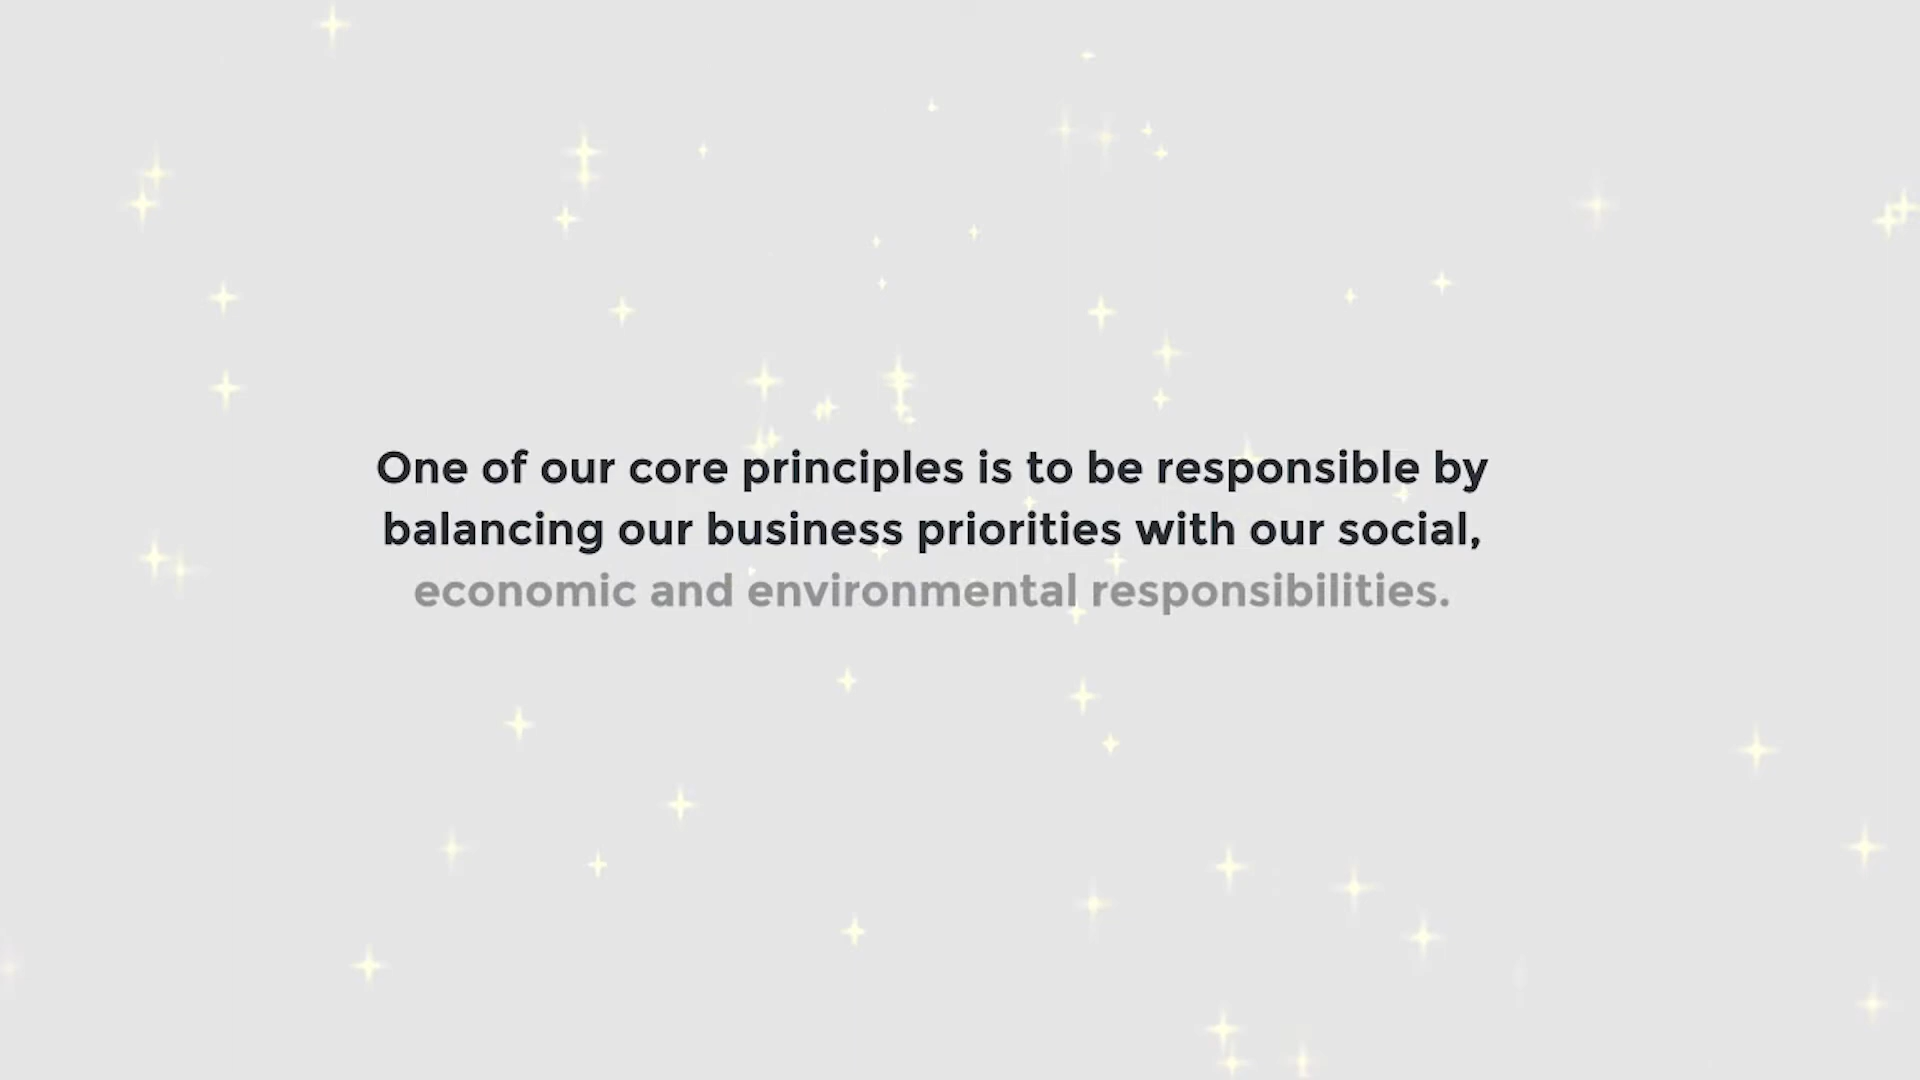 One of our core principles is to be responsible by
balancing our business priorities with our social,
economic and environmental responsibilities.